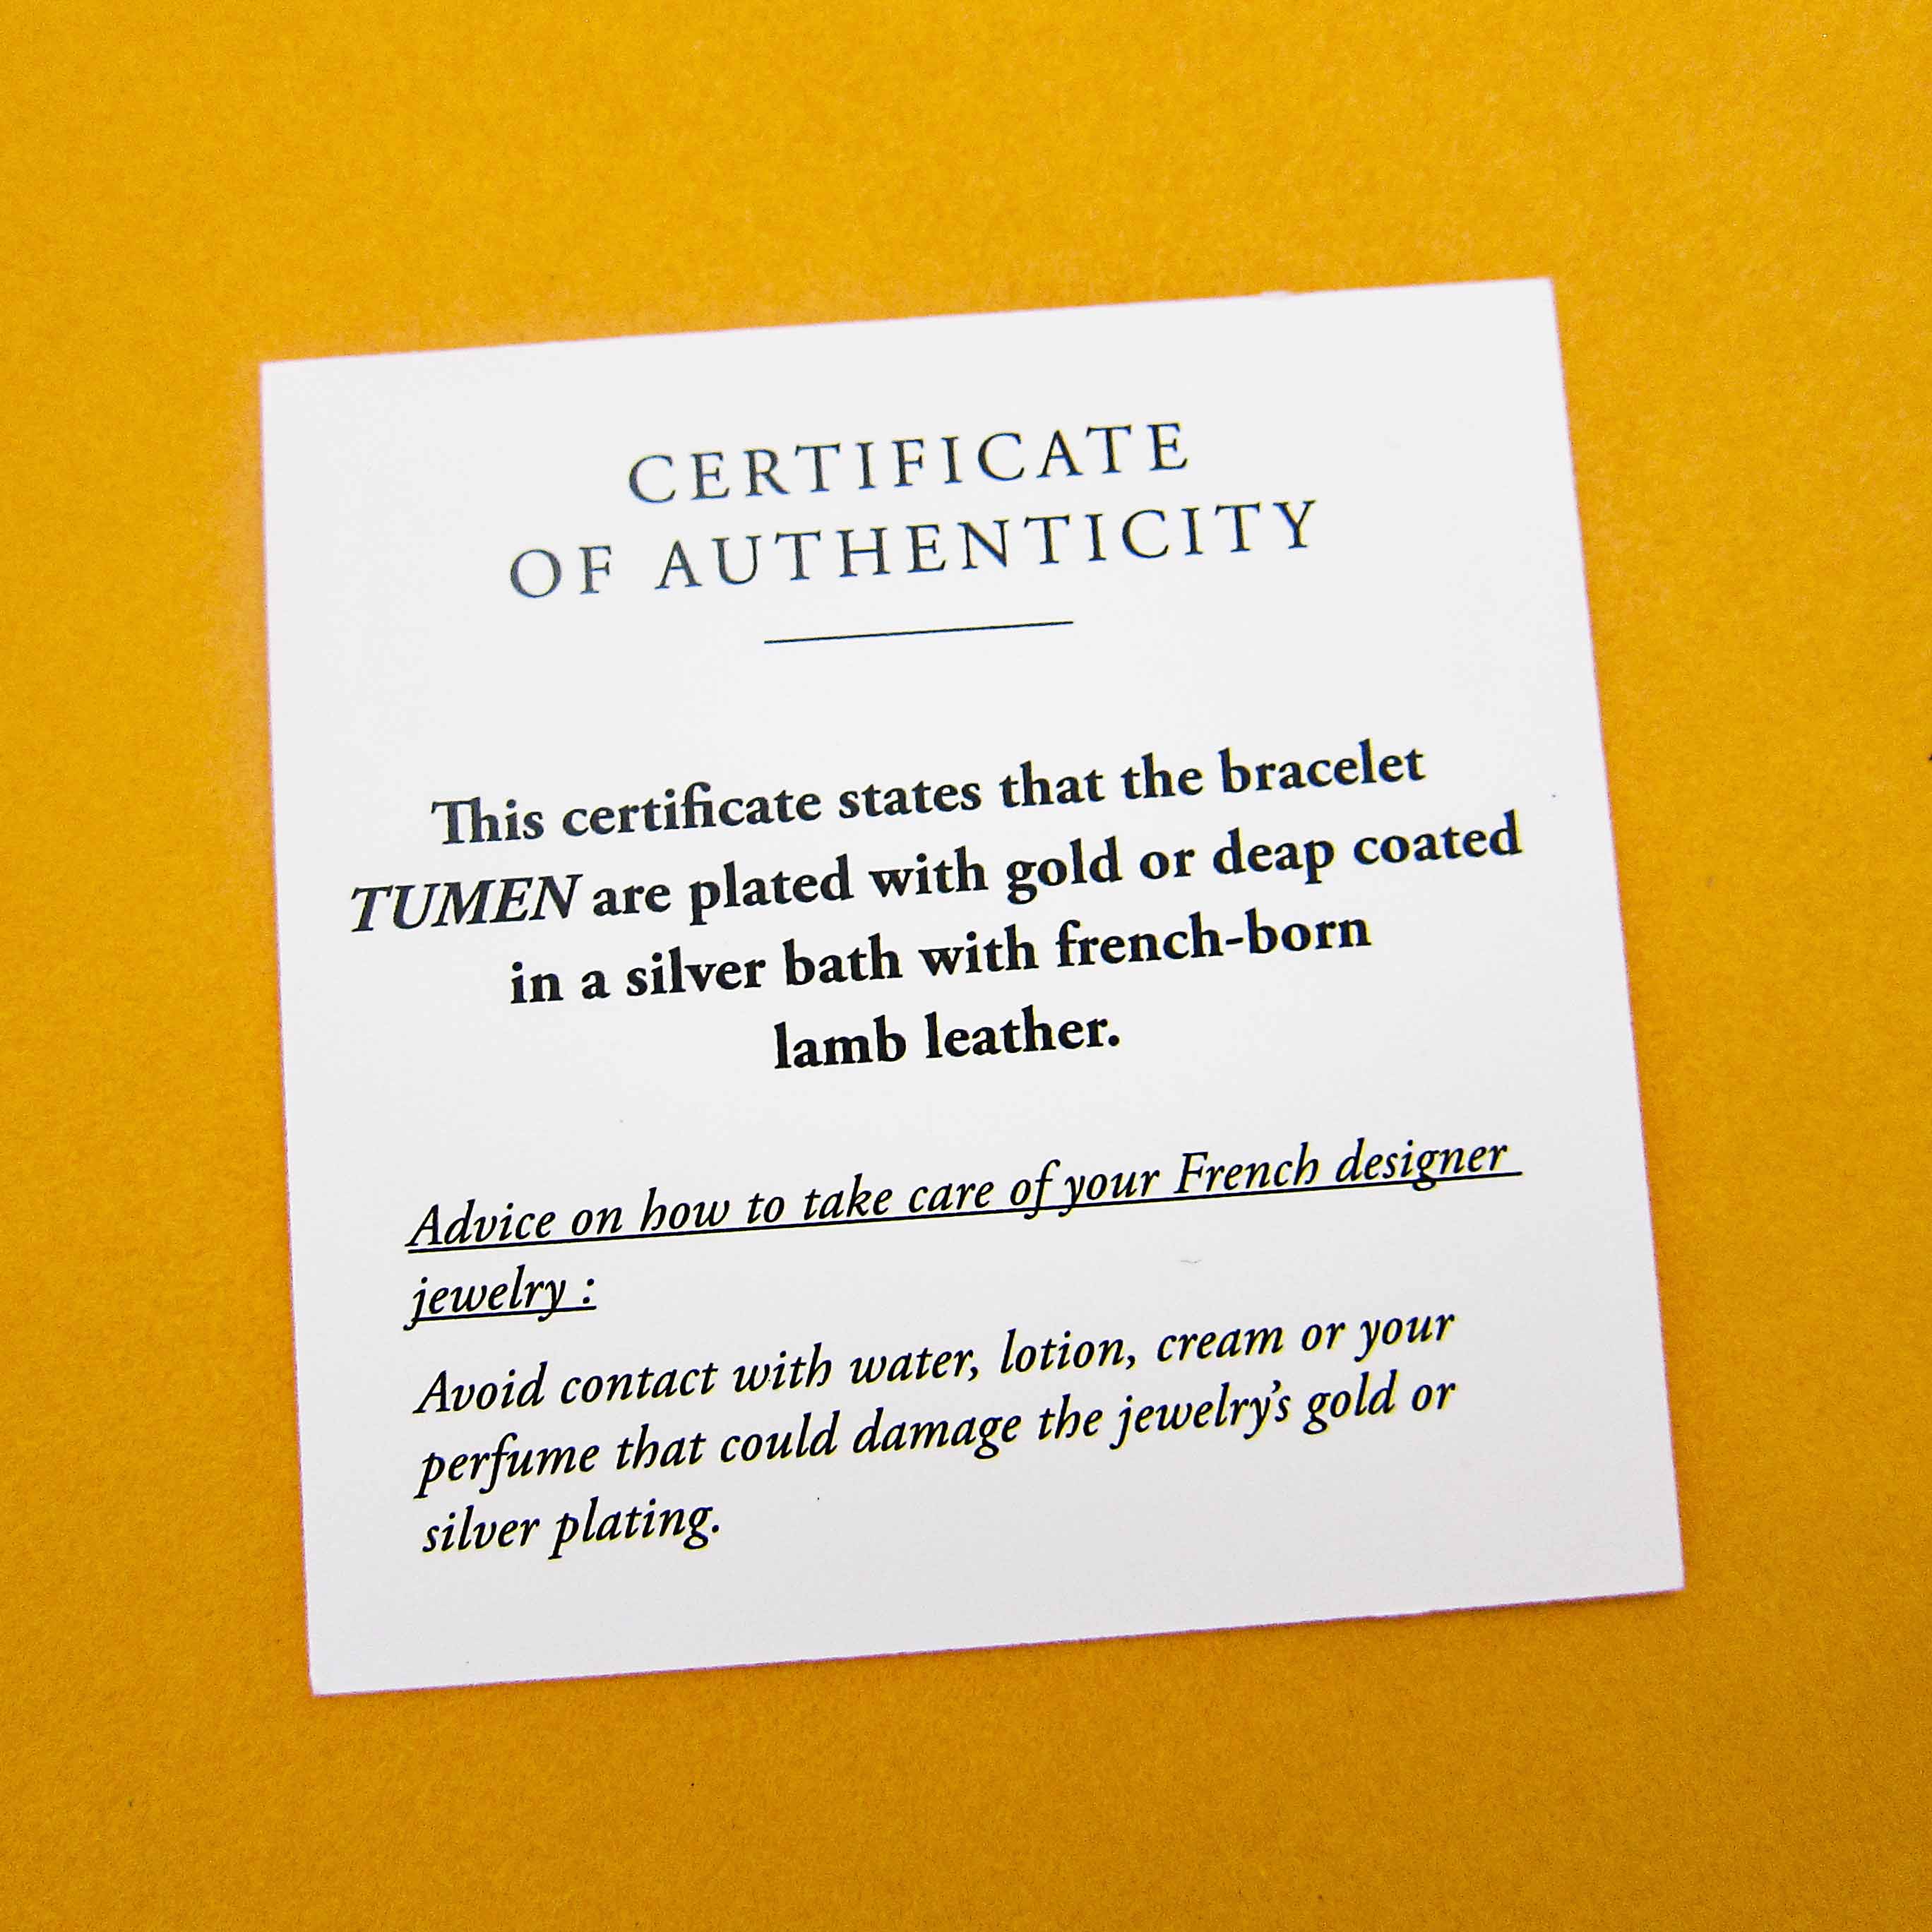 CERTIFICATE
OF AUTHENTICITY
This certificate states that the bracelet
TUMEN are plated with gold or deap coated
in a silver bath with french-born
lamb leather.
Advice on how to take care of your French designer
jewelry :
Avoid contact with water, lotion, cream or your
perfume that could damage the jewelry's gold or
silver plating.